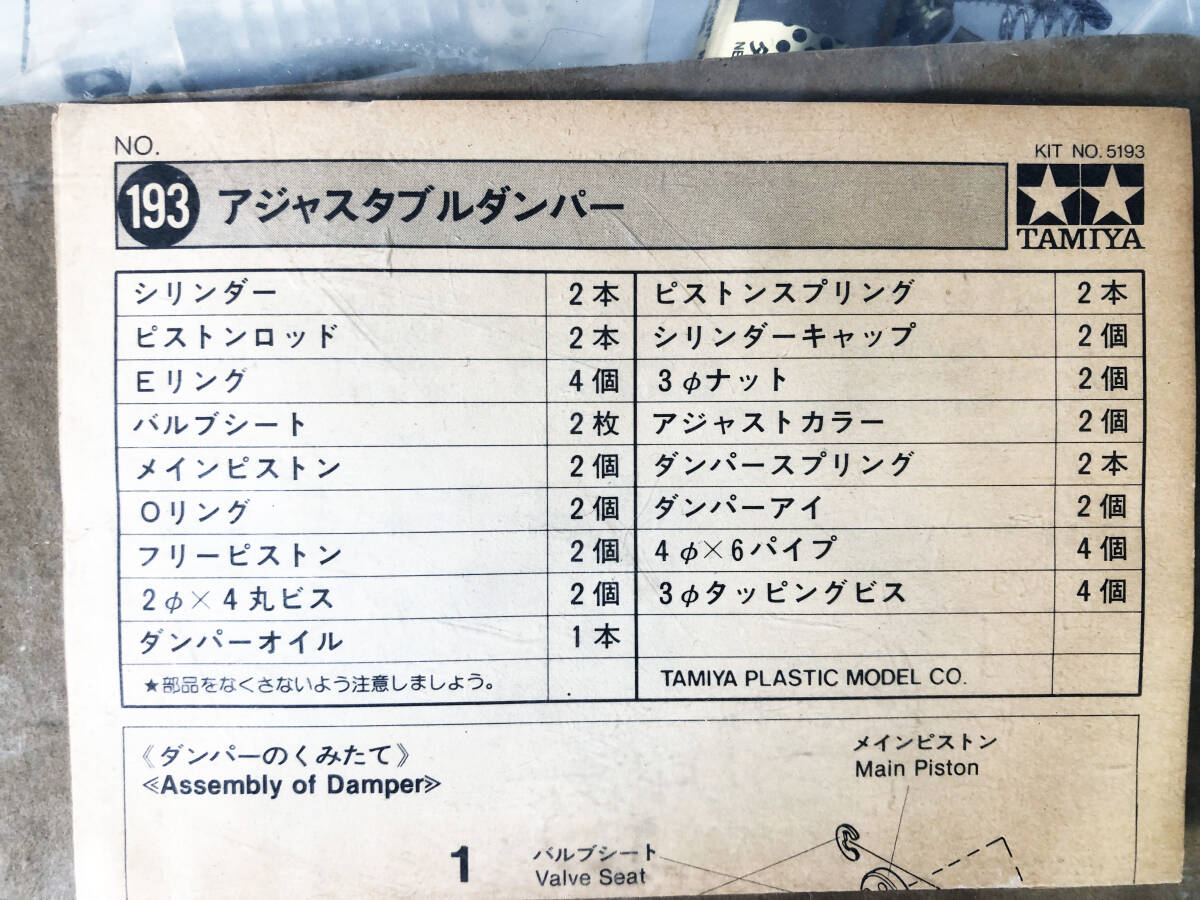 NO.
KIT NO. 5193
193 アジャスタブルダンパー
TAMIYA
シリンダー 2本 ピストンスプリング 2本
ピストンロッド 2本 シリンダーキャップ 2個
Eリング 4個 3φナット 2個
バルブシート 2枚 アジャストカラー 2個
メインピストン 2個 ダンパースプリング 2本
Oリング 2個 ダンパーアイ 2個
フリーピストン 2個 4φ×6パイプ 4個
2φ×4丸ビス 2個 3φタッピングビス 4個
ダンパーオイル 1本
★部品をなくさないよう注意しましょう。 TAMIYA PLASTIC MODEL CO.
《ダンパーのくみたて》
≪Assembly of Damper≫
メインピストン
Main Piston
1
バルブシート
Valve Seat